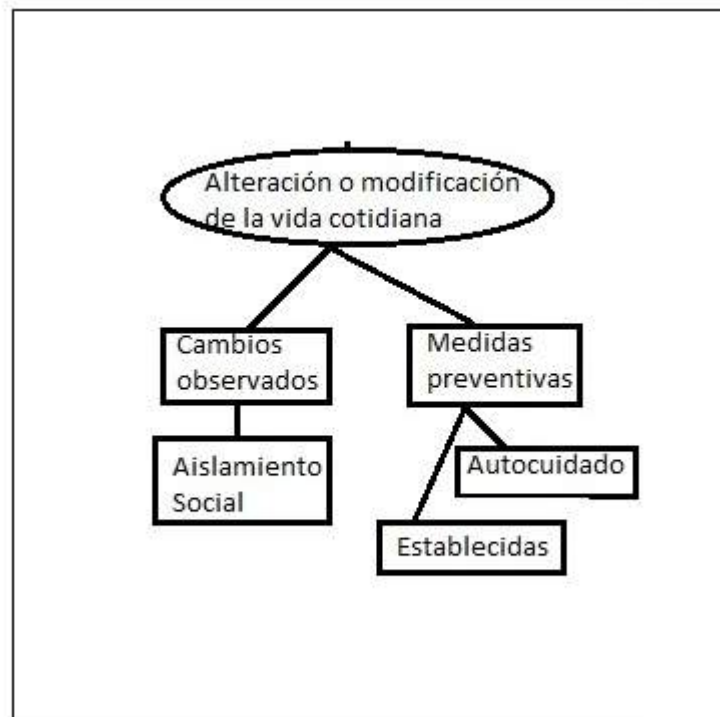 Alteración o modificación
de la vida cotidiana
Cambios
observados
Medidas
preventivas
Aislamiento
Social
Autocuidado
Establecidas